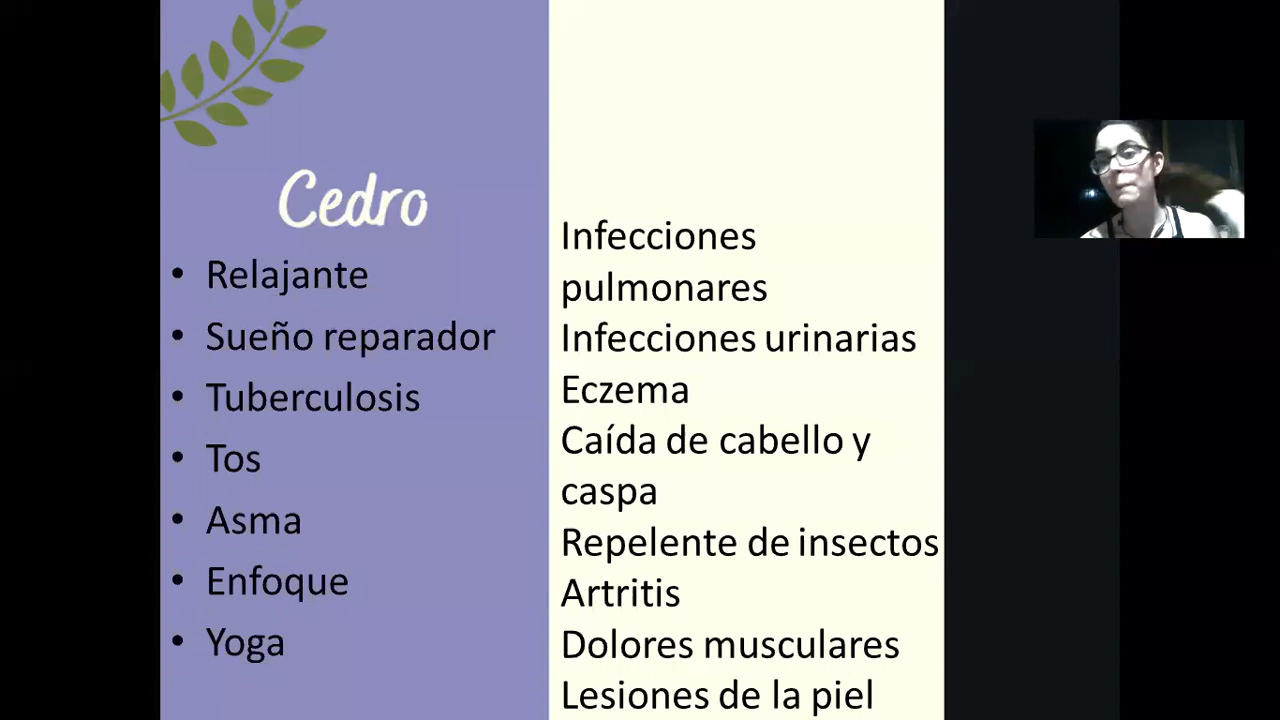 Cedro
• Relajante
• Sueño reparador
• Tuberculosis
• Tos
• Asma
• Enfoque
• Yoga
Infecciones
pulmonares
Infecciones urinarias
Eczema
Caída de cabello y
caspa
Repelente de insectos
Artritis
Dolores musculares
Lesiones de la piel